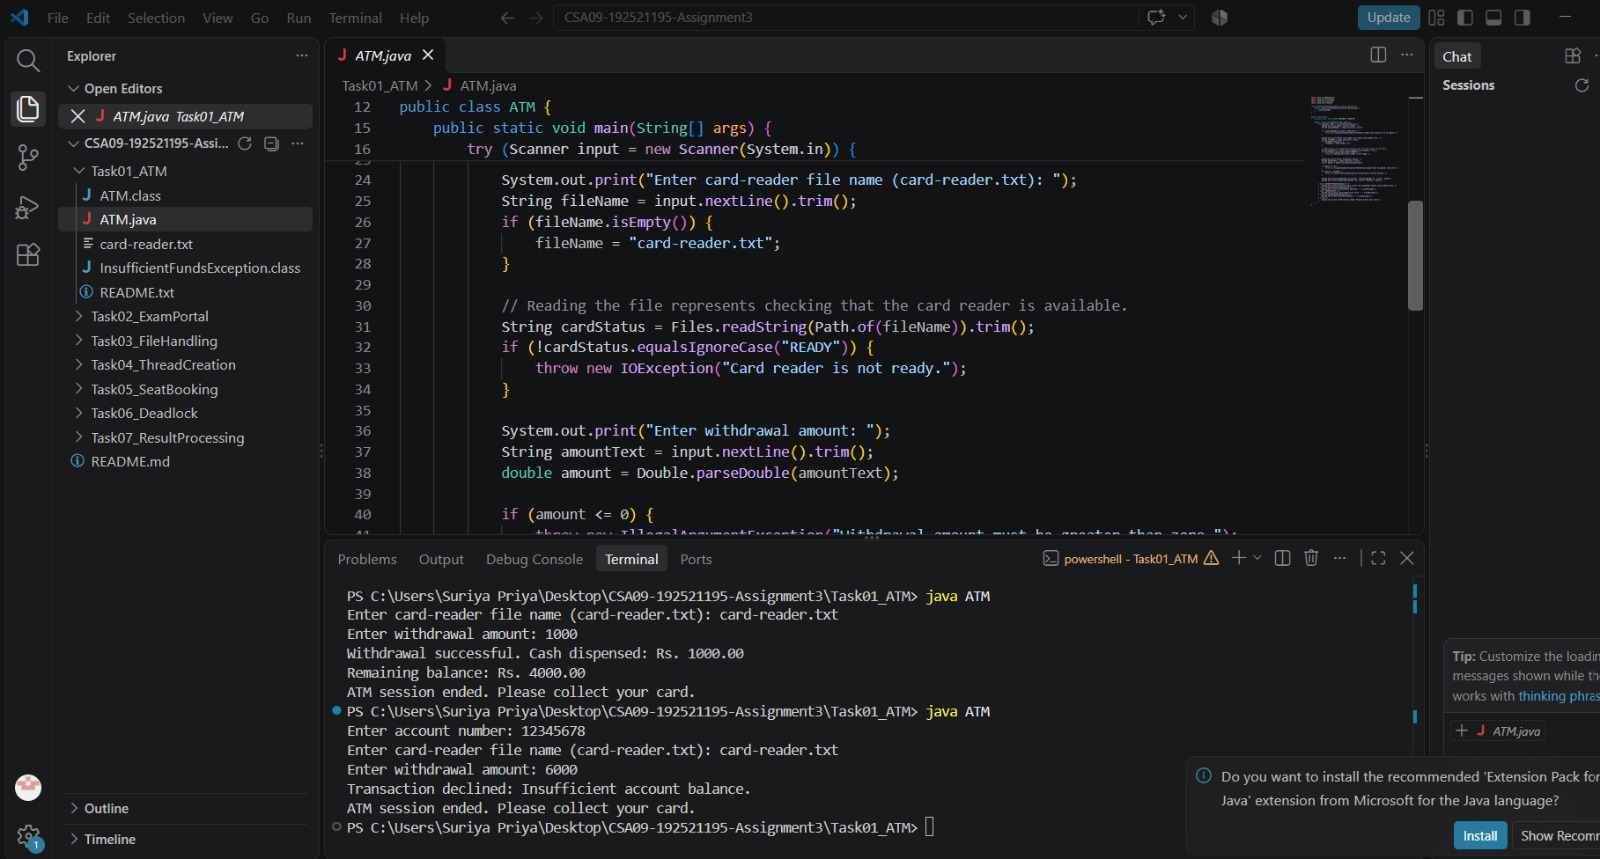 File Edit Selection View Go Run Terminal Help
CSA09-192521195-Assignment3
Update
Explorer
Open Editors
ATM.java Task01_ATM
CSA09-192521195-Assi...
Task01_ATM
ATM.class
ATM.java
card-reader.txt
InsufficientFundsException.class
README.txt
Task02_ExamPortal
Task03_FileHandling
Task04_ThreadCreation
Task05_SeatBooking
Task06_Deadlock
Task07_ResultProcessing
README.md
Outline
Timeline
1
ATM.java
Task01_ATM > ATM.java
12 public class ATM {
15 public static void main(String[] args) {
16 try (Scanner input = new Scanner(System.in)) {
24 System.out.print("Enter card-reader file name (card-reader.txt): ");
25 String fileName = input.nextLine().trim();
26 if (fileName.isEmpty()) {
27 fileName = "card-reader.txt";
28 }
29
30 // Reading the file represents checking that the card reader is available.
31 String cardStatus = Files.readString(Path.of(fileName)).trim();
32 if (!cardStatus.equalsIgnoreCase("READY")) {
33 throw new IOException("Card reader is not ready.");
34 }
35
36 System.out.print("Enter withdrawal amount: ");
37 String amountText = input.nextLine().trim();
38 double amount = Double.parseDouble(amountText);
39
40 if (amount <= 0) {
41 throw new IllegalArgumentException("Withdrawal amount must be greater than zero.");
Problems Output Debug Console Terminal Ports
powershell - Task01_ATM
PS C:\Users\Suriya Priya\Desktop\CSA09-192521195-Assignment3\Task01_ATM> java ATM
Enter card-reader file name (card-reader.txt): card-reader.txt
Enter withdrawal amount: 1000
Withdrawal successful. Cash dispensed: Rs. 1000.00
Remaining balance: Rs. 4000.00
ATM session ended. Please collect your card.
PS C:\Users\Suriya Priya\Desktop\CSA09-192521195-Assignment3\Task01_ATM> java ATM
Enter account number: 12345678
Enter card-reader file name (card-reader.txt): card-reader.txt
Enter withdrawal amount: 6000
Transaction declined: Insufficient account balance.
ATM session ended. Please collect your card.
PS C:\Users\Suriya Priya\Desktop\CSA09-192521195-Assignment3\Task01_ATM>
Chat
Sessions
Tip: Customize the loadin
messages shown while th
works with thinking phras
ATM.java
Do you want to install the recommended 'Extension Pack for
Java' extension from Microsoft for the Java language?
Install
Show Recom